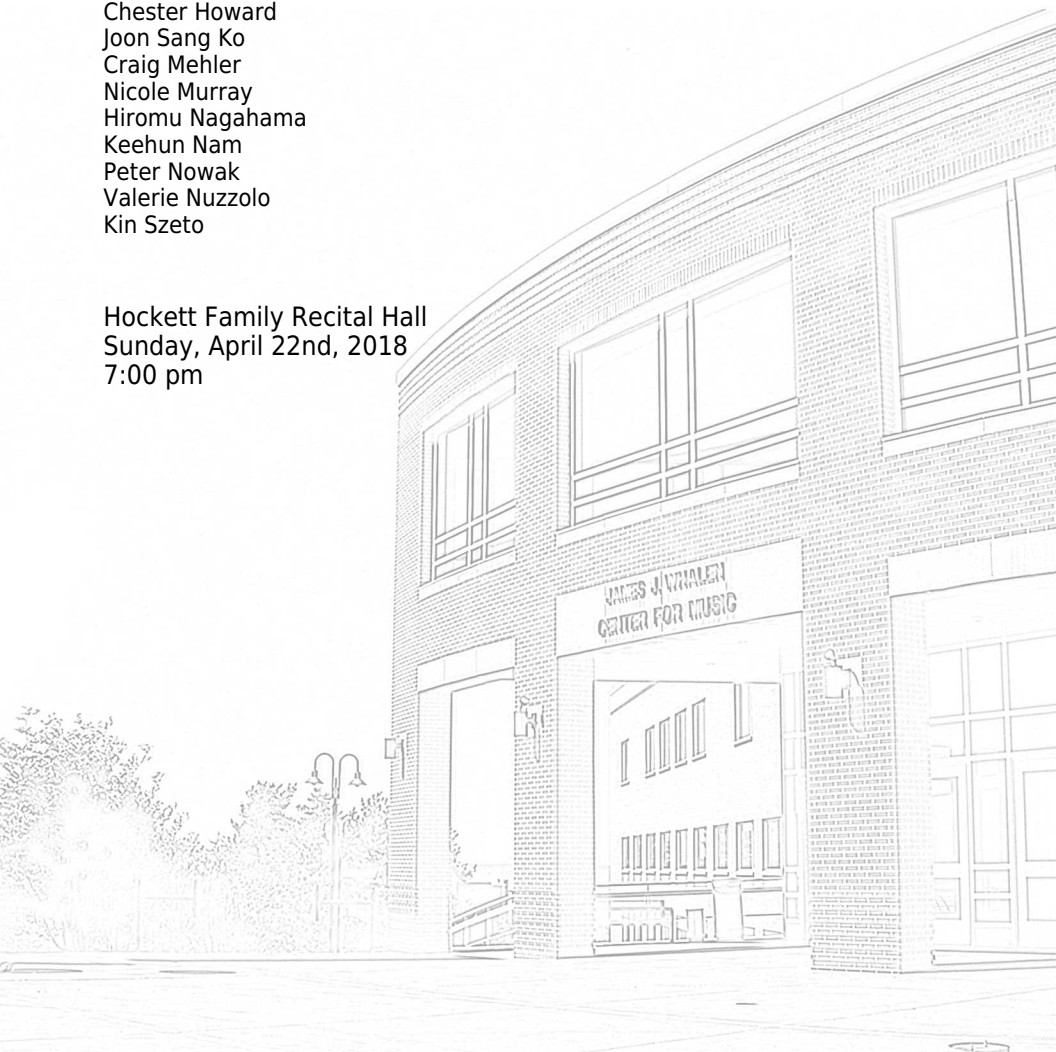 Chester Howard
Joon Sang Ko
Craig Mehler
Nicole Murray
Hiromu Nagahama
Keehun Nam
Peter Nowak
Valerie Nuzzolo
Kin Szeto
Hockett Family Recital Hall
Sunday, April 22nd, 2018
7:00 pm
JAMES J. WHALEN
CENTER FOR MUSIC